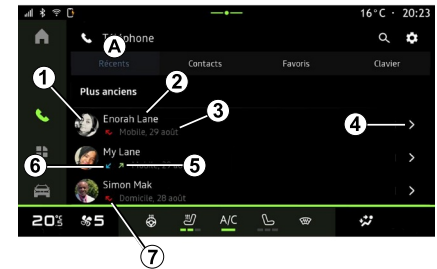 16°C · 20:23
A
Téléphone
Récents Contacts Favoris Clavier
Plus anciens
1
2
3
4
Enorah Lane
Mobile, 29 août
My Lane
6
5
Simon Mak
Domicile, 28 août
20°5 5 A/C
7